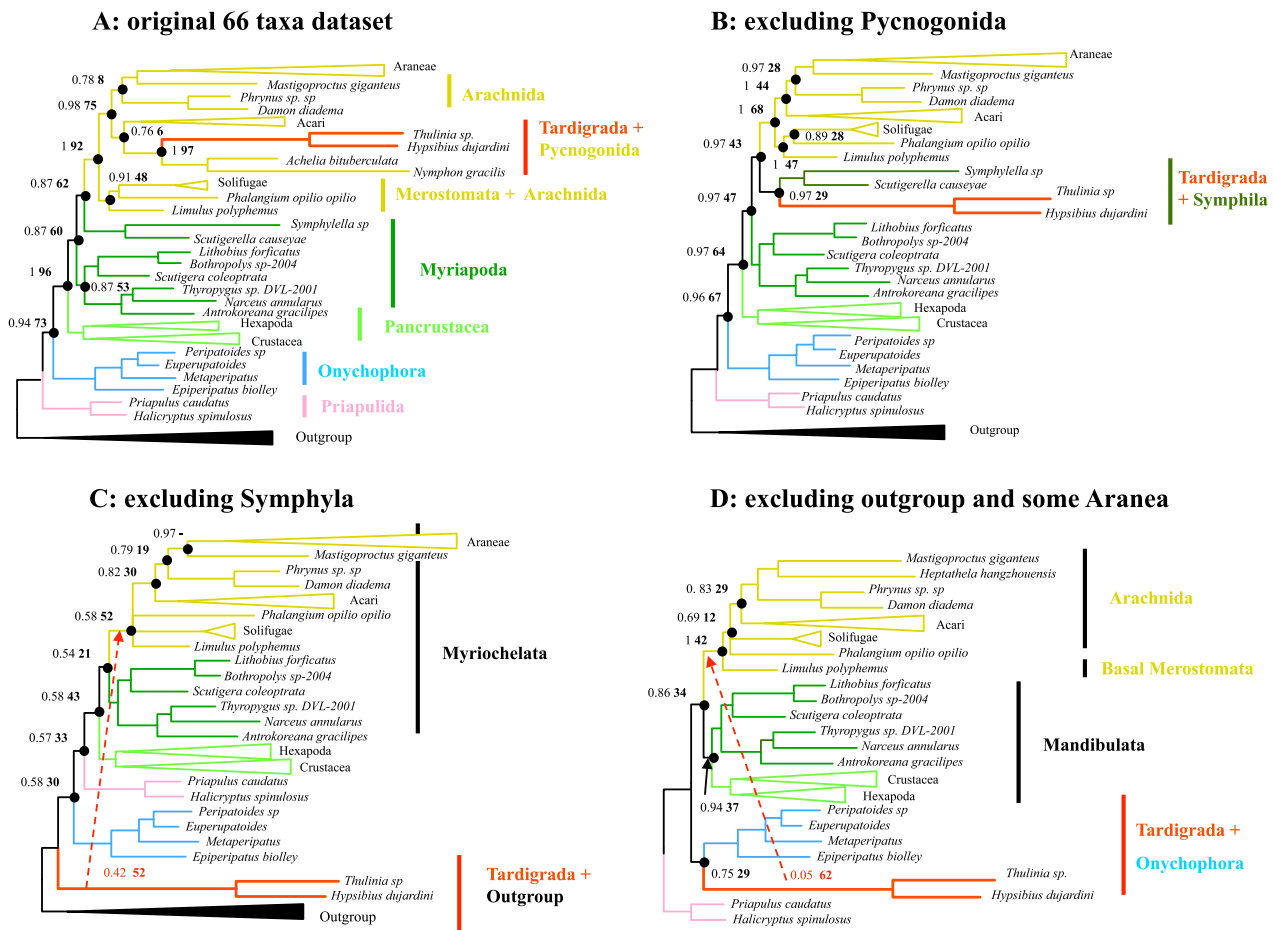 A: original 66 taxa dataset
0.78 8
Araneae
Mastigoproctus giganteus
0.98 75
Phrynus sp. sp
Damon diadema
Arachnida
Acari
0.76 6
Thulinia sp.
Hypsibius dujardini
Tardigrada +
Pycnogonida
1 92
1 97
Achelia bituberculata
Nymphon gracilis
0.91 48
0.87 62
Solifugae
Phalangium opilio opilio
Limulus polyphemus
Merostomata + Arachnida
0.87 60
Symphylella sp
Scutigerella causeyae
Lithobius forficatus
Bothropolys sp-2004
1 96
Scutigera coleoptrata
0.87 53
Thyropygus sp. DVL-2001
Narceus annularus
Antrokoreana gracilipes
Myriapoda
0.94 73
Hexapoda
Crustacea
Pancrustacea
Peripatoides sp
Euperupatoides
Metaperipatus
Epiperipatus biolley
Onychophora
Priapulus caudatus
Halicryptus spinulosus
Priapulida
Outgroup
B: excluding Pycnogonida
0.97 28
Araneae
Mastigoproctus giganteus
1 44
Phrynus sp. sp
Damon diadema
1 68
Acari
Solifugae
0.89 28
0.97 43
Phalangium opilio opilio
Limulus polyphemus
1 47
Symphylella sp
Scutigerella causeyae
0.97 47
0.97 29
Thulinia sp
Hypsibius dujardini
Tardigrada
+ Symphila
Lithobius forficatus
Bothropolys sp-2004
0.97 64
Scutigera coleoptrata
Thyropygus sp. DVL-2001
Narceus annularus
Antrokoreana gracilipes
0.96 67
Hexapoda
Crustacea
Peripatoides sp
Euperupatoides
Metaperipatus
Epiperipatus biolley
Priapulus caudatus
Halicryptus spinulosus
Outgroup
C: excluding Symphyla
0.97 -
Araneae
0.79 19
Mastigoproctus giganteus
0.82 30
Phrynus sp. sp
Damon diadema
Acari
0.58 52
Phalangium opilio opilio
Solifugae
Limulus polyphemus
0.54 21
Lithobius forficatus
Bothropolys sp-2004
Myriochelata
0.58 43
Scutigera coleoptrata
Thyropygus sp. DVL-2001
Narceus annularus
0.57 33
Antrokoreana gracilipes
Hexapoda
Crustacea
0.58 30
Priapulus caudatus
Halicryptus spinulosus
Peripatoides sp
Euperupatoides
Metaperipatus
Epiperipatus biolley
0.42 52
Thulinia sp
Hypsibius dujardini
Tardigrada +
Outgroup
Outgroup
D: excluding outgroup and some Aranea
Mastigoproctus giganteus
Heptathela hangzhouensis
0. 83 29
Phrynus sp. sp
Damon diadema
Arachnida
0.69 12
Acari
1 42
Solifugae
Phalangium opilio opilio
Limulus polyphemus
Basal Merostomata
0.86 34
Lithobius forficatus
Bothropolys sp-2004
Scutigera coleoptrata
Thyropygus sp. DVL-2001
Narceus annularus
Antrokoreana gracilipes
Mandibulata
Crustacea
Hexapoda
0.94 37
Peripatoides sp
Euperupatoides
Metaperipatus
Epiperipatus biolley
Tardigrada +
Onychophora
0.75 29
0.05 62
Thulinia sp.
Hypsibius dujardini
Priapulus caudatus
Halicryptus spinulosus